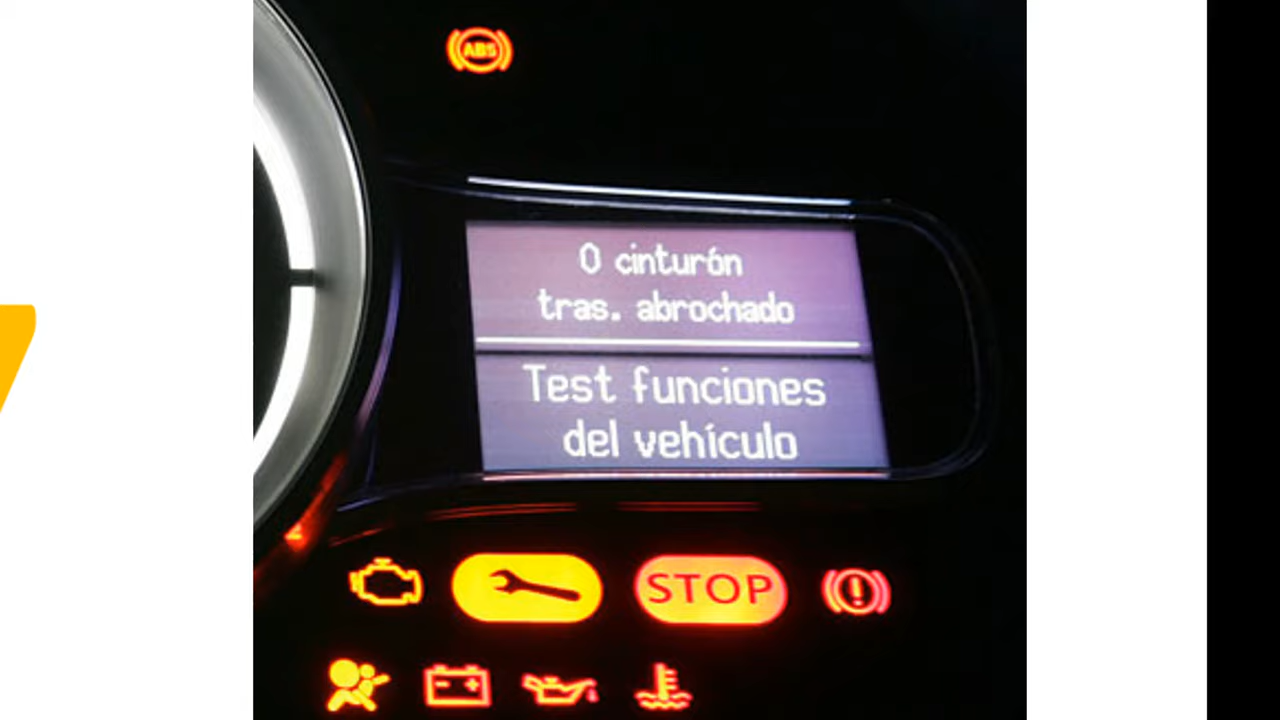 ABS
0 cinturón
tras. abrochado
Test funciones
del vehículo
STOP